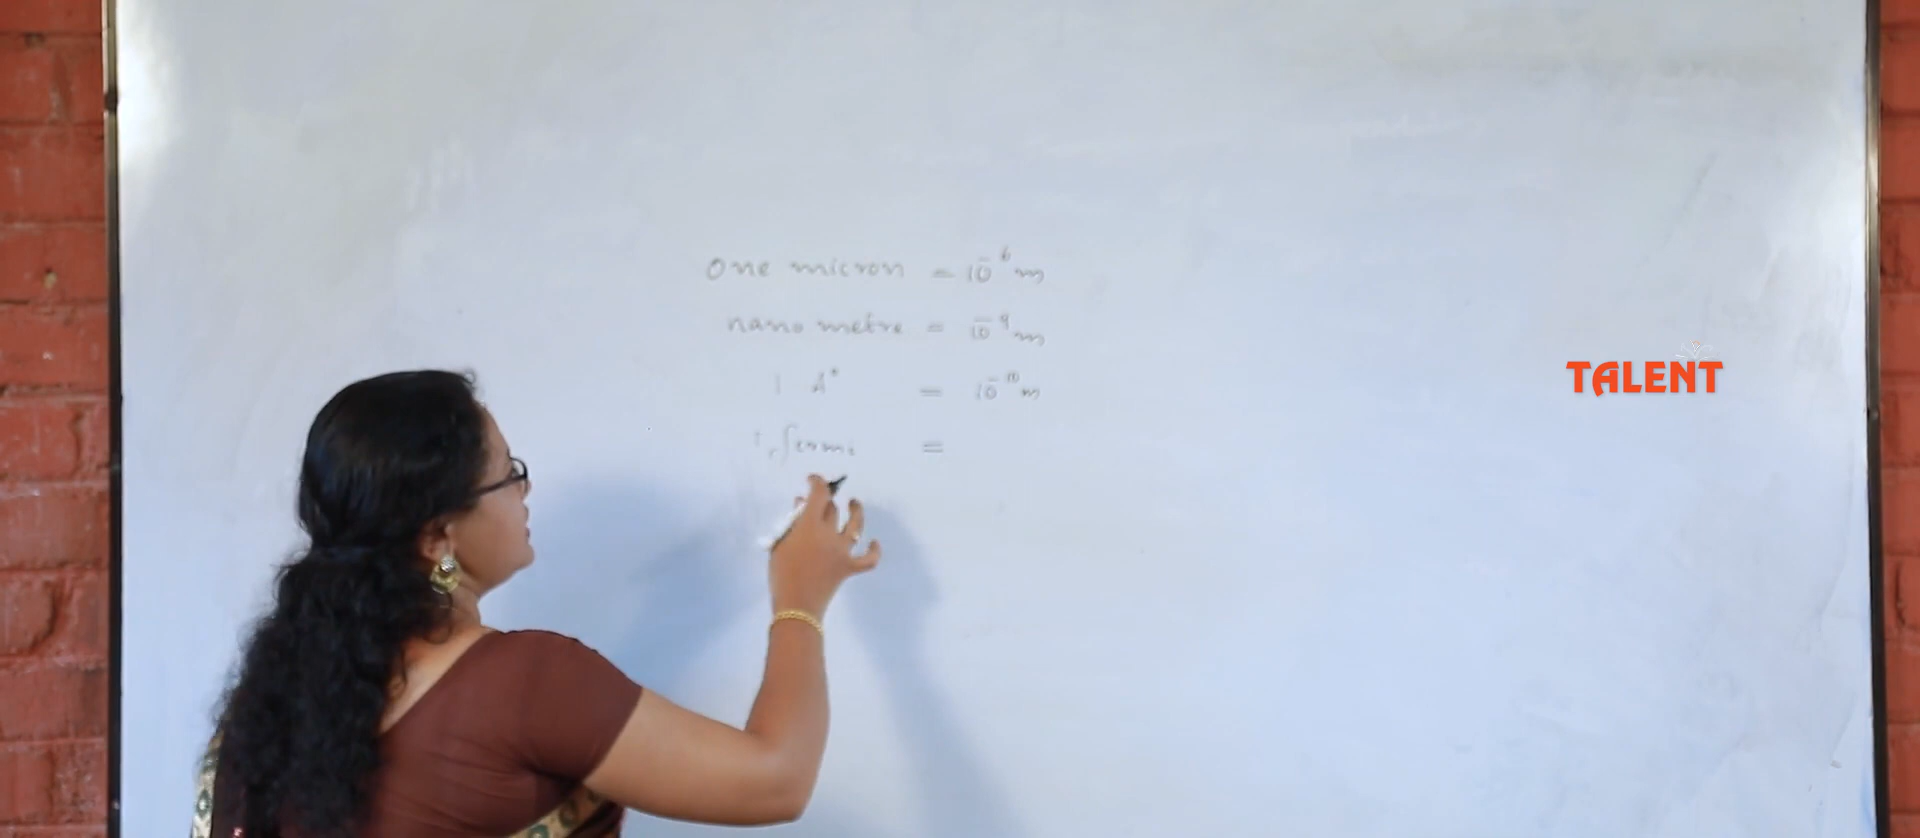 One micron = 10⁻⁶ m
nano metre = 10⁻⁹ m
1 A° = 10⁻¹⁰ m
1 fermi =
TALENT